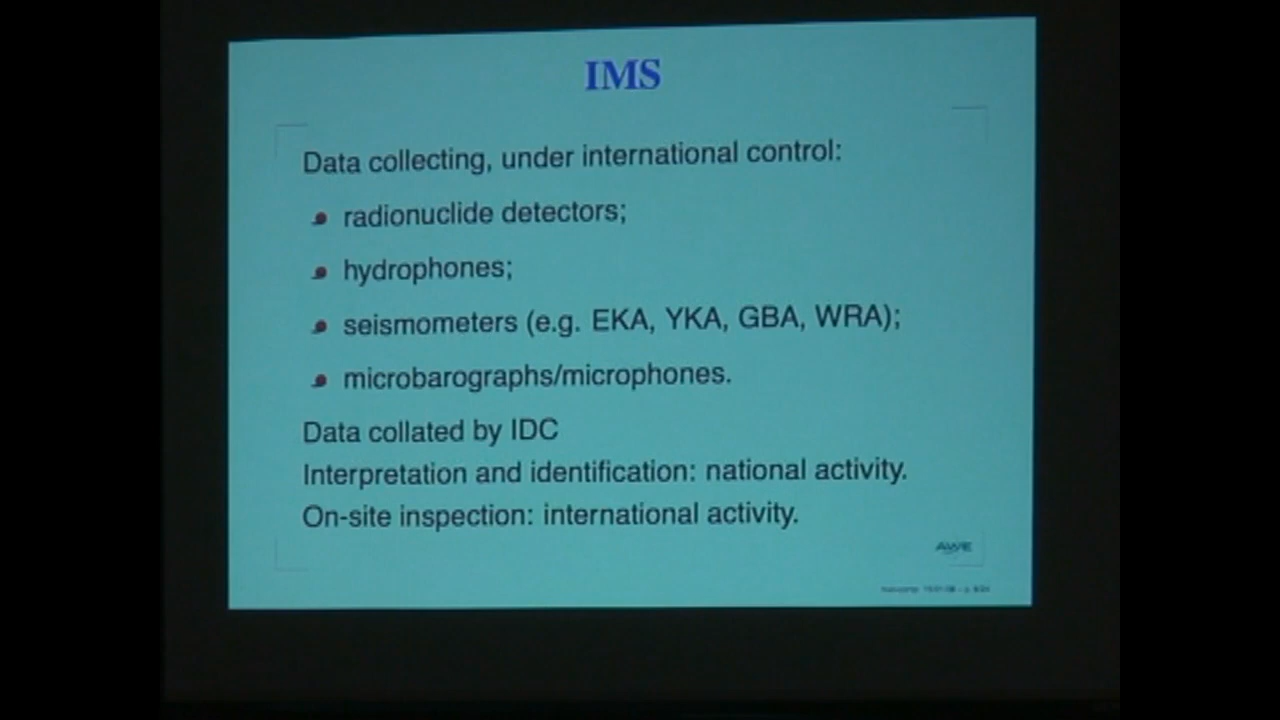 IMS
Data collecting, under international control:
radionuclide detectors;
hydrophones;
seismometers (e.g. EKA, YKA, GBA, WRA);
microbarographs/microphones.
Data collated by IDC
Interpretation and identification: national activity.
On-site inspection: international activity.
AWE